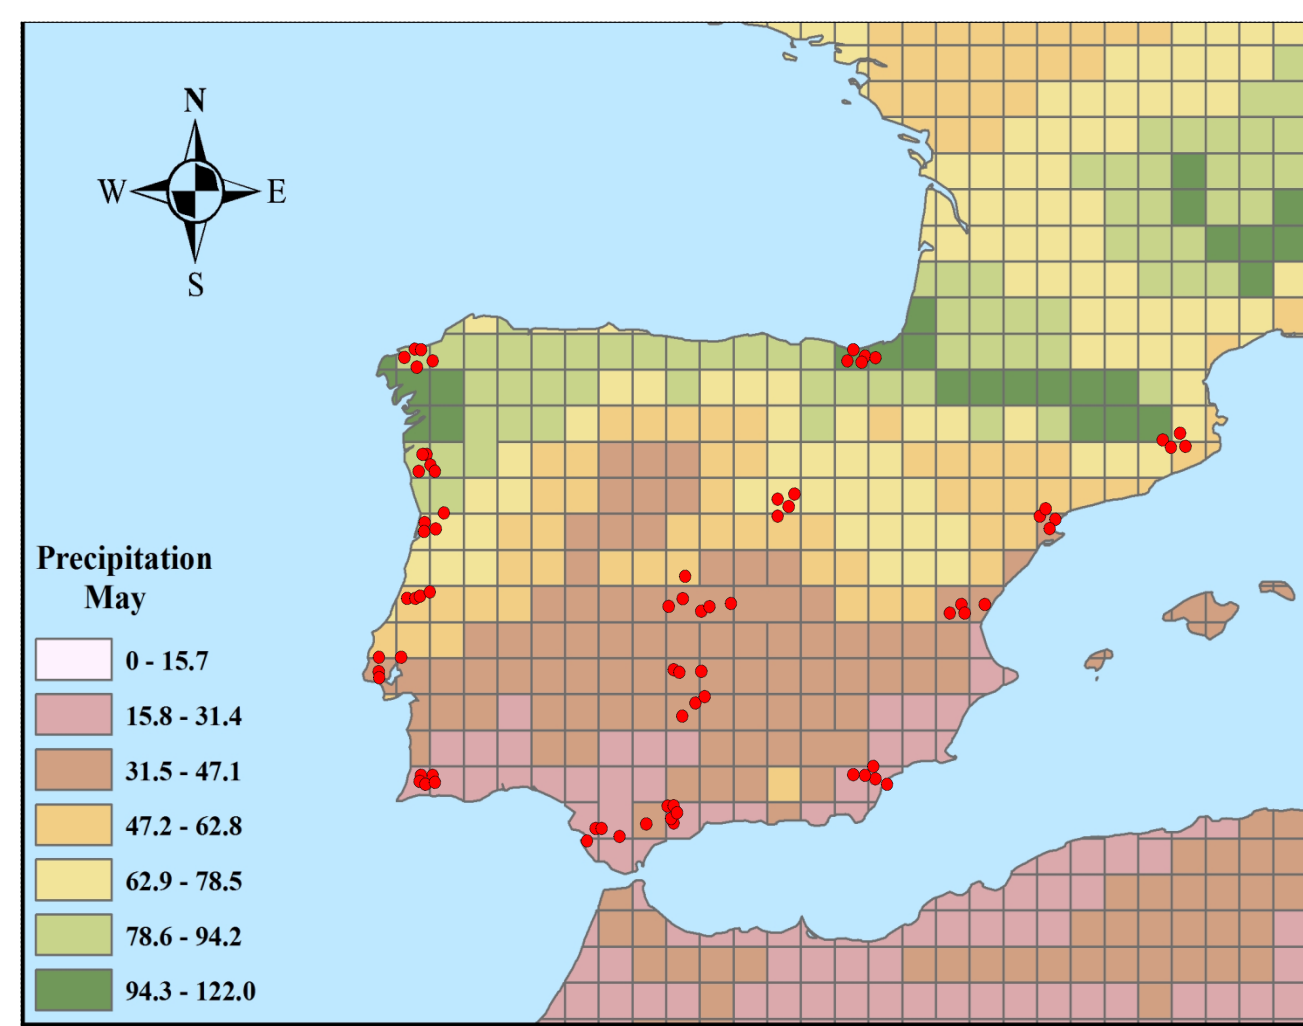 N
W
E
S
Precipitation
May
0 - 15.7
15.8 - 31.4
31.5 - 47.1
47.2 - 62.8
62.9 - 78.5
78.6 - 94.2
94.3 - 122.0